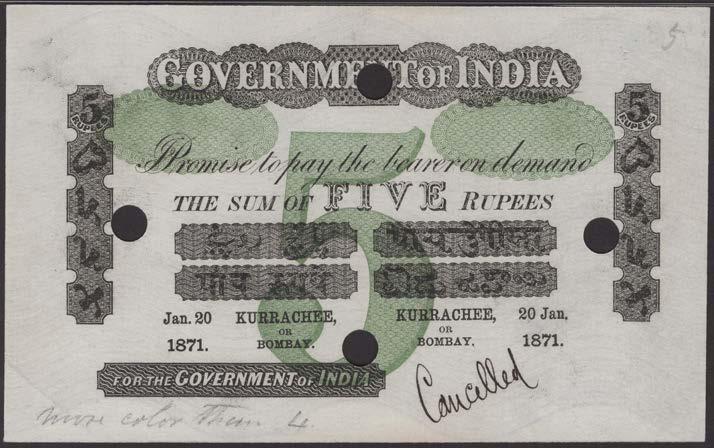 5
GOVERNMENT OF INDIA
5 RUPEES
5 RUPEES
I Promise to pay the bearer on demand
THE SUM OF FIVE RUPEES
5
पांच रूपये
Jan. 20 KURRACHEE, KURRACHEE, 20 Jan.
OR OR
1871. BOMBAY. BOMBAY. 1871.
FOR THE GOVERNMENT OF INDIA
Cancelled
more color than 4.